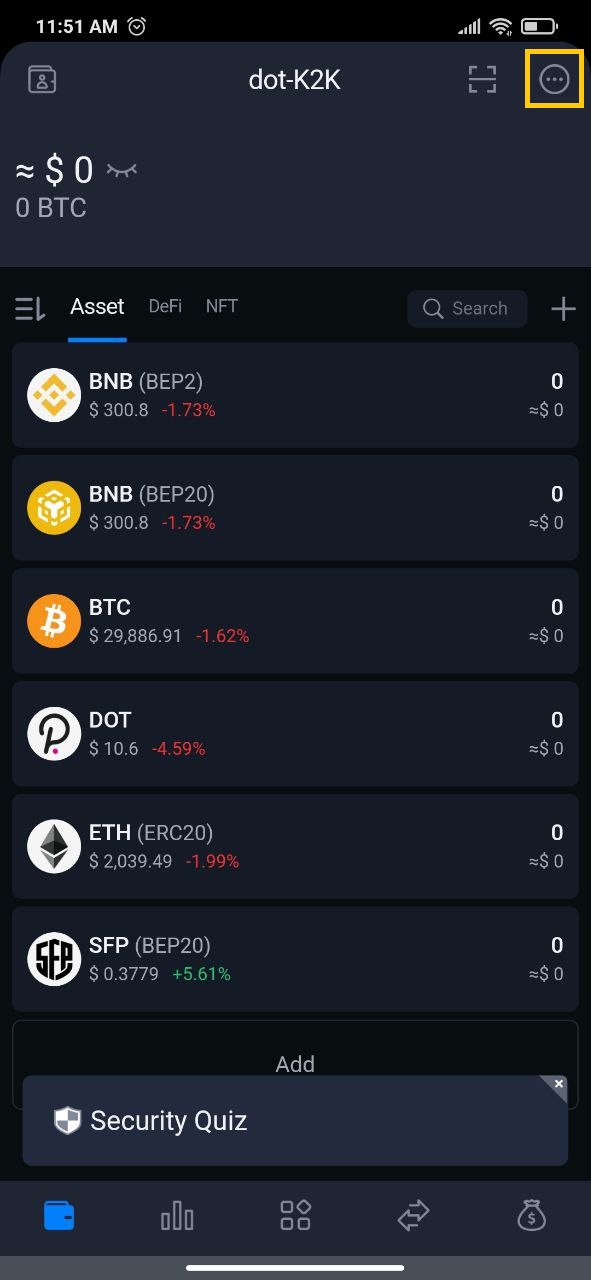 11:51 AM
dot-K2K
≈ $ 0
0 BTC
Asset DeFi NFT Search
BNB (BEP2) 0
$ 300.8 -1.73% ≈$ 0
BNB (BEP20) 0
$ 300.8 -1.73% ≈$ 0
BTC 0
$ 29,886.91 -1.62% ≈$ 0
DOT 0
$ 10.6 -4.59% ≈$ 0
ETH (ERC20) 0
$ 2,039.49 -1.99% ≈$ 0
SFP
SFP (BEP20) 0
$ 0.3779 +5.61% ≈$ 0
Add
Security Quiz